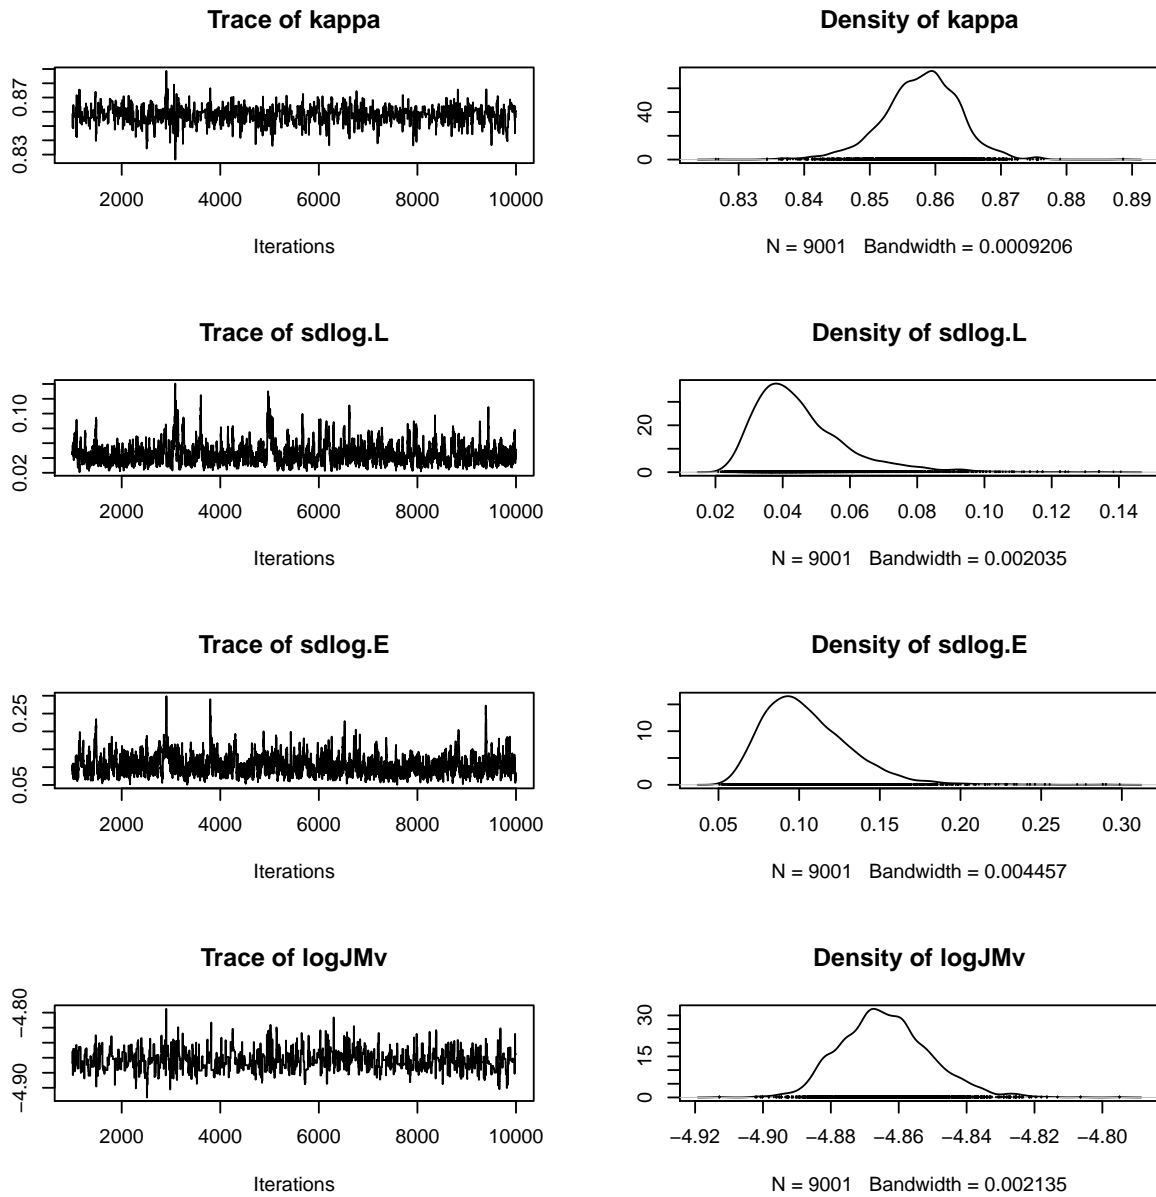 Trace of kappa
0.83 0.87
2000 4000 6000 8000 10000
Iterations
Density of kappa
0 40
0.83 0.84 0.85 0.86 0.87 0.88 0.89
N = 9001 Bandwidth = 0.0009206
Trace of sdlog.L
0.02 0.10
2000 4000 6000 8000 10000
Iterations
Density of sdlog.L
0 20
0.02 0.04 0.06 0.08 0.10 0.12 0.14
N = 9001 Bandwidth = 0.002035
Trace of sdlog.E
0.05 0.25
2000 4000 6000 8000 10000
Iterations
Density of sdlog.E
0 10
0.05 0.10 0.15 0.20 0.25 0.30
N = 9001 Bandwidth = 0.004457
Trace of logJMv
−4.90 −4.80
2000 4000 6000 8000 10000
Iterations
Density of logJMv
0 15 30
−4.92 −4.90 −4.88 −4.86 −4.84 −4.82 −4.80
N = 9001 Bandwidth = 0.002135